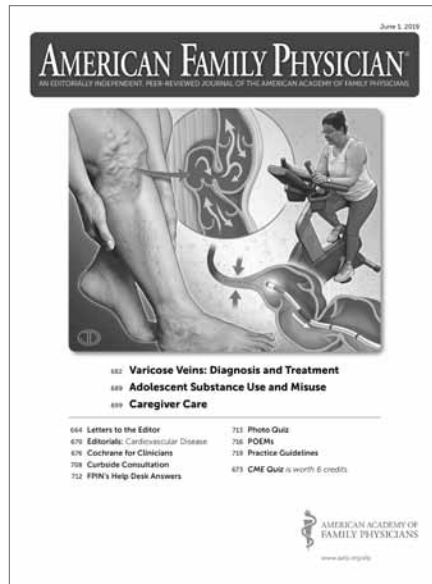 June 1, 2019
AMERICAN FAMILY PHYSICIAN®
AN EDITORIALLY INDEPENDENT, PEER-REVIEWED JOURNAL OF THE AMERICAN ACADEMY OF FAMILY PHYSICIANS
682 Varicose Veins: Diagnosis and Treatment
689 Adolescent Substance Use and Misuse
699 Caregiver Care
664 Letters to the Editor
670 Editorials: Cardiovascular Disease
676 Cochrane for Clinicians
708 Curbside Consultation
712 FPIN's Help Desk Answers
713 Photo Quiz
716 POEMs
719 Practice Guidelines
673 CME Quiz is worth 6 credits
AMERICAN ACADEMY OF
FAMILY PHYSICIANS
www.aafp.org/afp